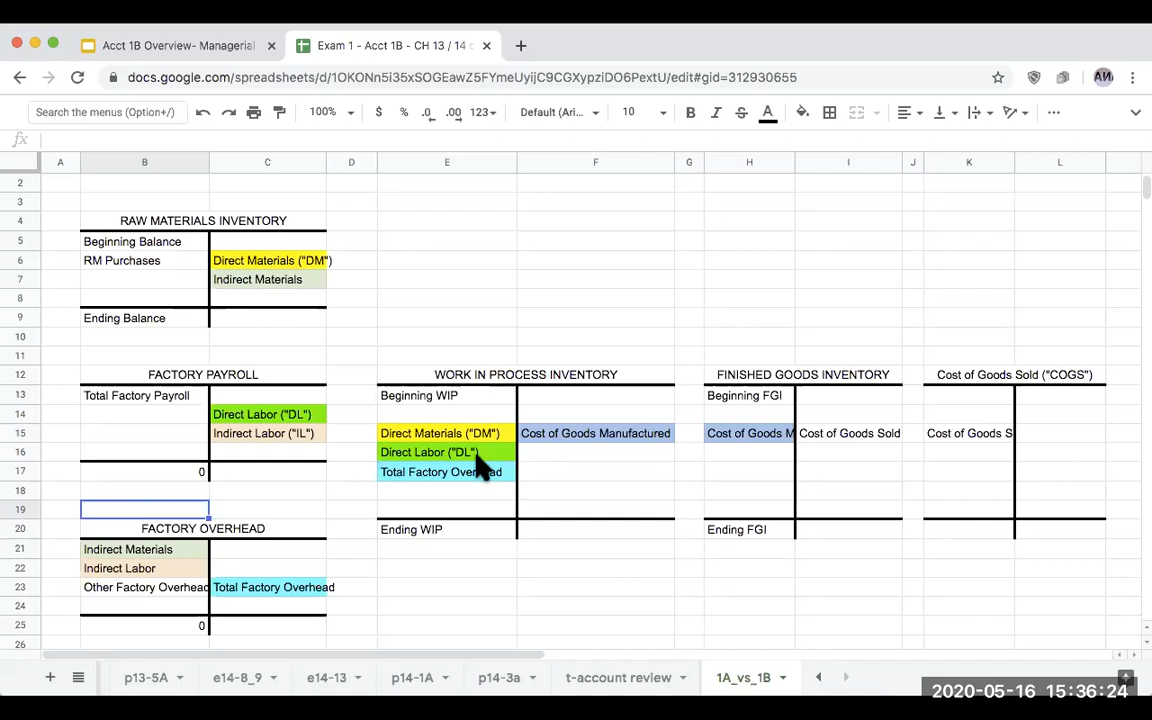 Acct 1B Overview- Managerial
Exam 1 - Acct 1B - CH 13 / 14
docs.google.com/spreadsheets/d/1OKONn5i35xSOGEawZ5FYmeUyijC9CGXypziDO6PextU/edit#gid=312930655
Search the menus (Option+/) 100% $ % .0 .00 123 Default (Ari... 10 B I S A
fx
A B C D E F G H I J K L
2
3
4 RAW MATERIALS INVENTORY
5 Beginning Balance
6 RM Purchases Direct Materials ("DM")
7 Indirect Materials
8
9 Ending Balance
10
11
12 FACTORY PAYROLL WORK IN PROCESS INVENTORY FINISHED GOODS INVENTORY Cost of Goods Sold ("COGS")
13 Total Factory Payroll Beginning WIP Beginning FGI
14 Direct Labor ("DL")
15 Indirect Labor ("IL") Direct Materials ("DM") Cost of Goods Manufactured Cost of Goods M Cost of Goods Sold Cost of Goods S
16 Direct Labor ("DL")
17 0 Total Factory Overhead
18
19
20 FACTORY OVERHEAD Ending WIP Ending FGI
21 Indirect Materials
22 Indirect Labor
23 Other Factory Overhead Total Factory Overhead
24
25 0
26
p13-5A e14-8_9 e14-13 p14-1A p14-3a t-account review 1A_vs_1B
2020-05-16 15:36:24